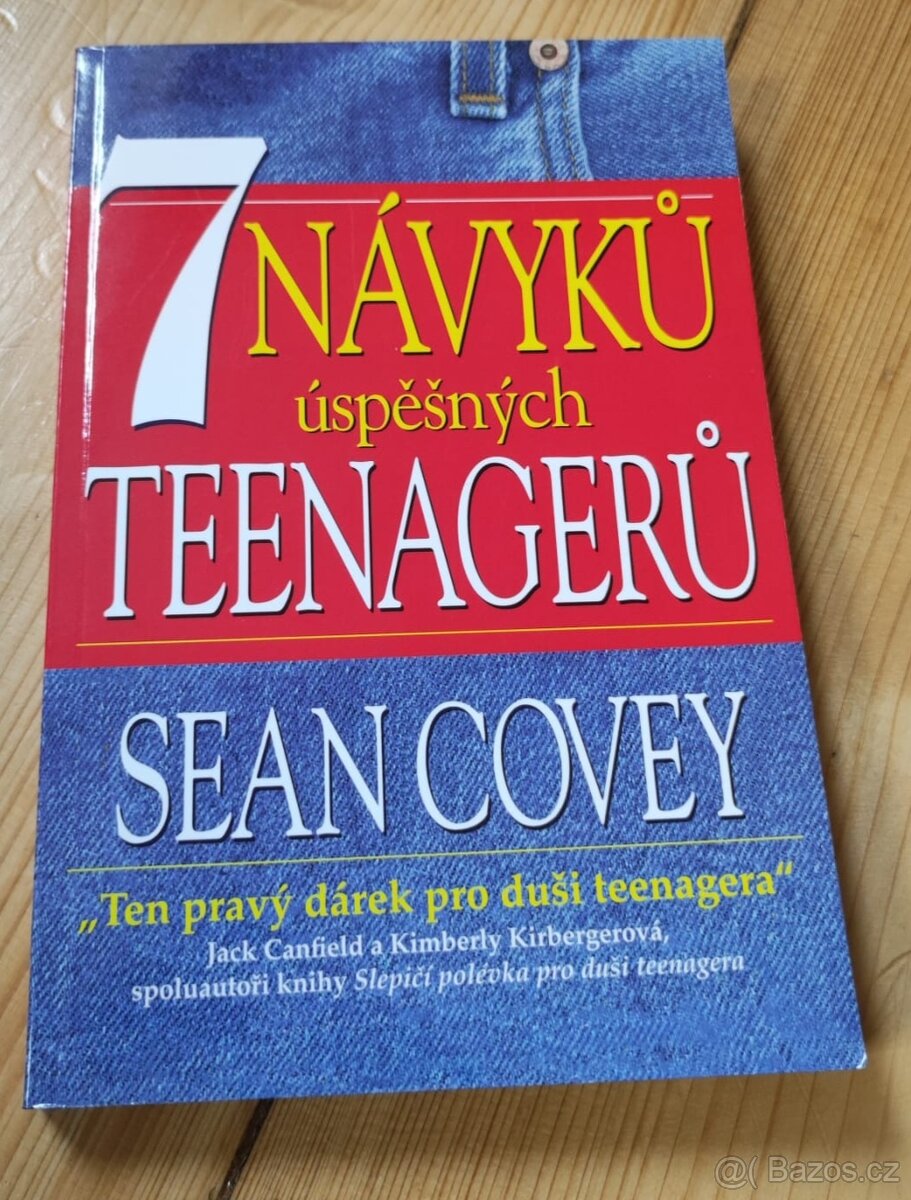 7 NÁVYKŮ
úspěšných
TEENAGERŮ
SEAN COVEY
„Ten pravý dárek pro duši teenagera“
Jack Canfield a Kimberly Kirbergerová,
spoluautoři knihy Slepičí polévka pro duši teenagera
@( Bazos.cz